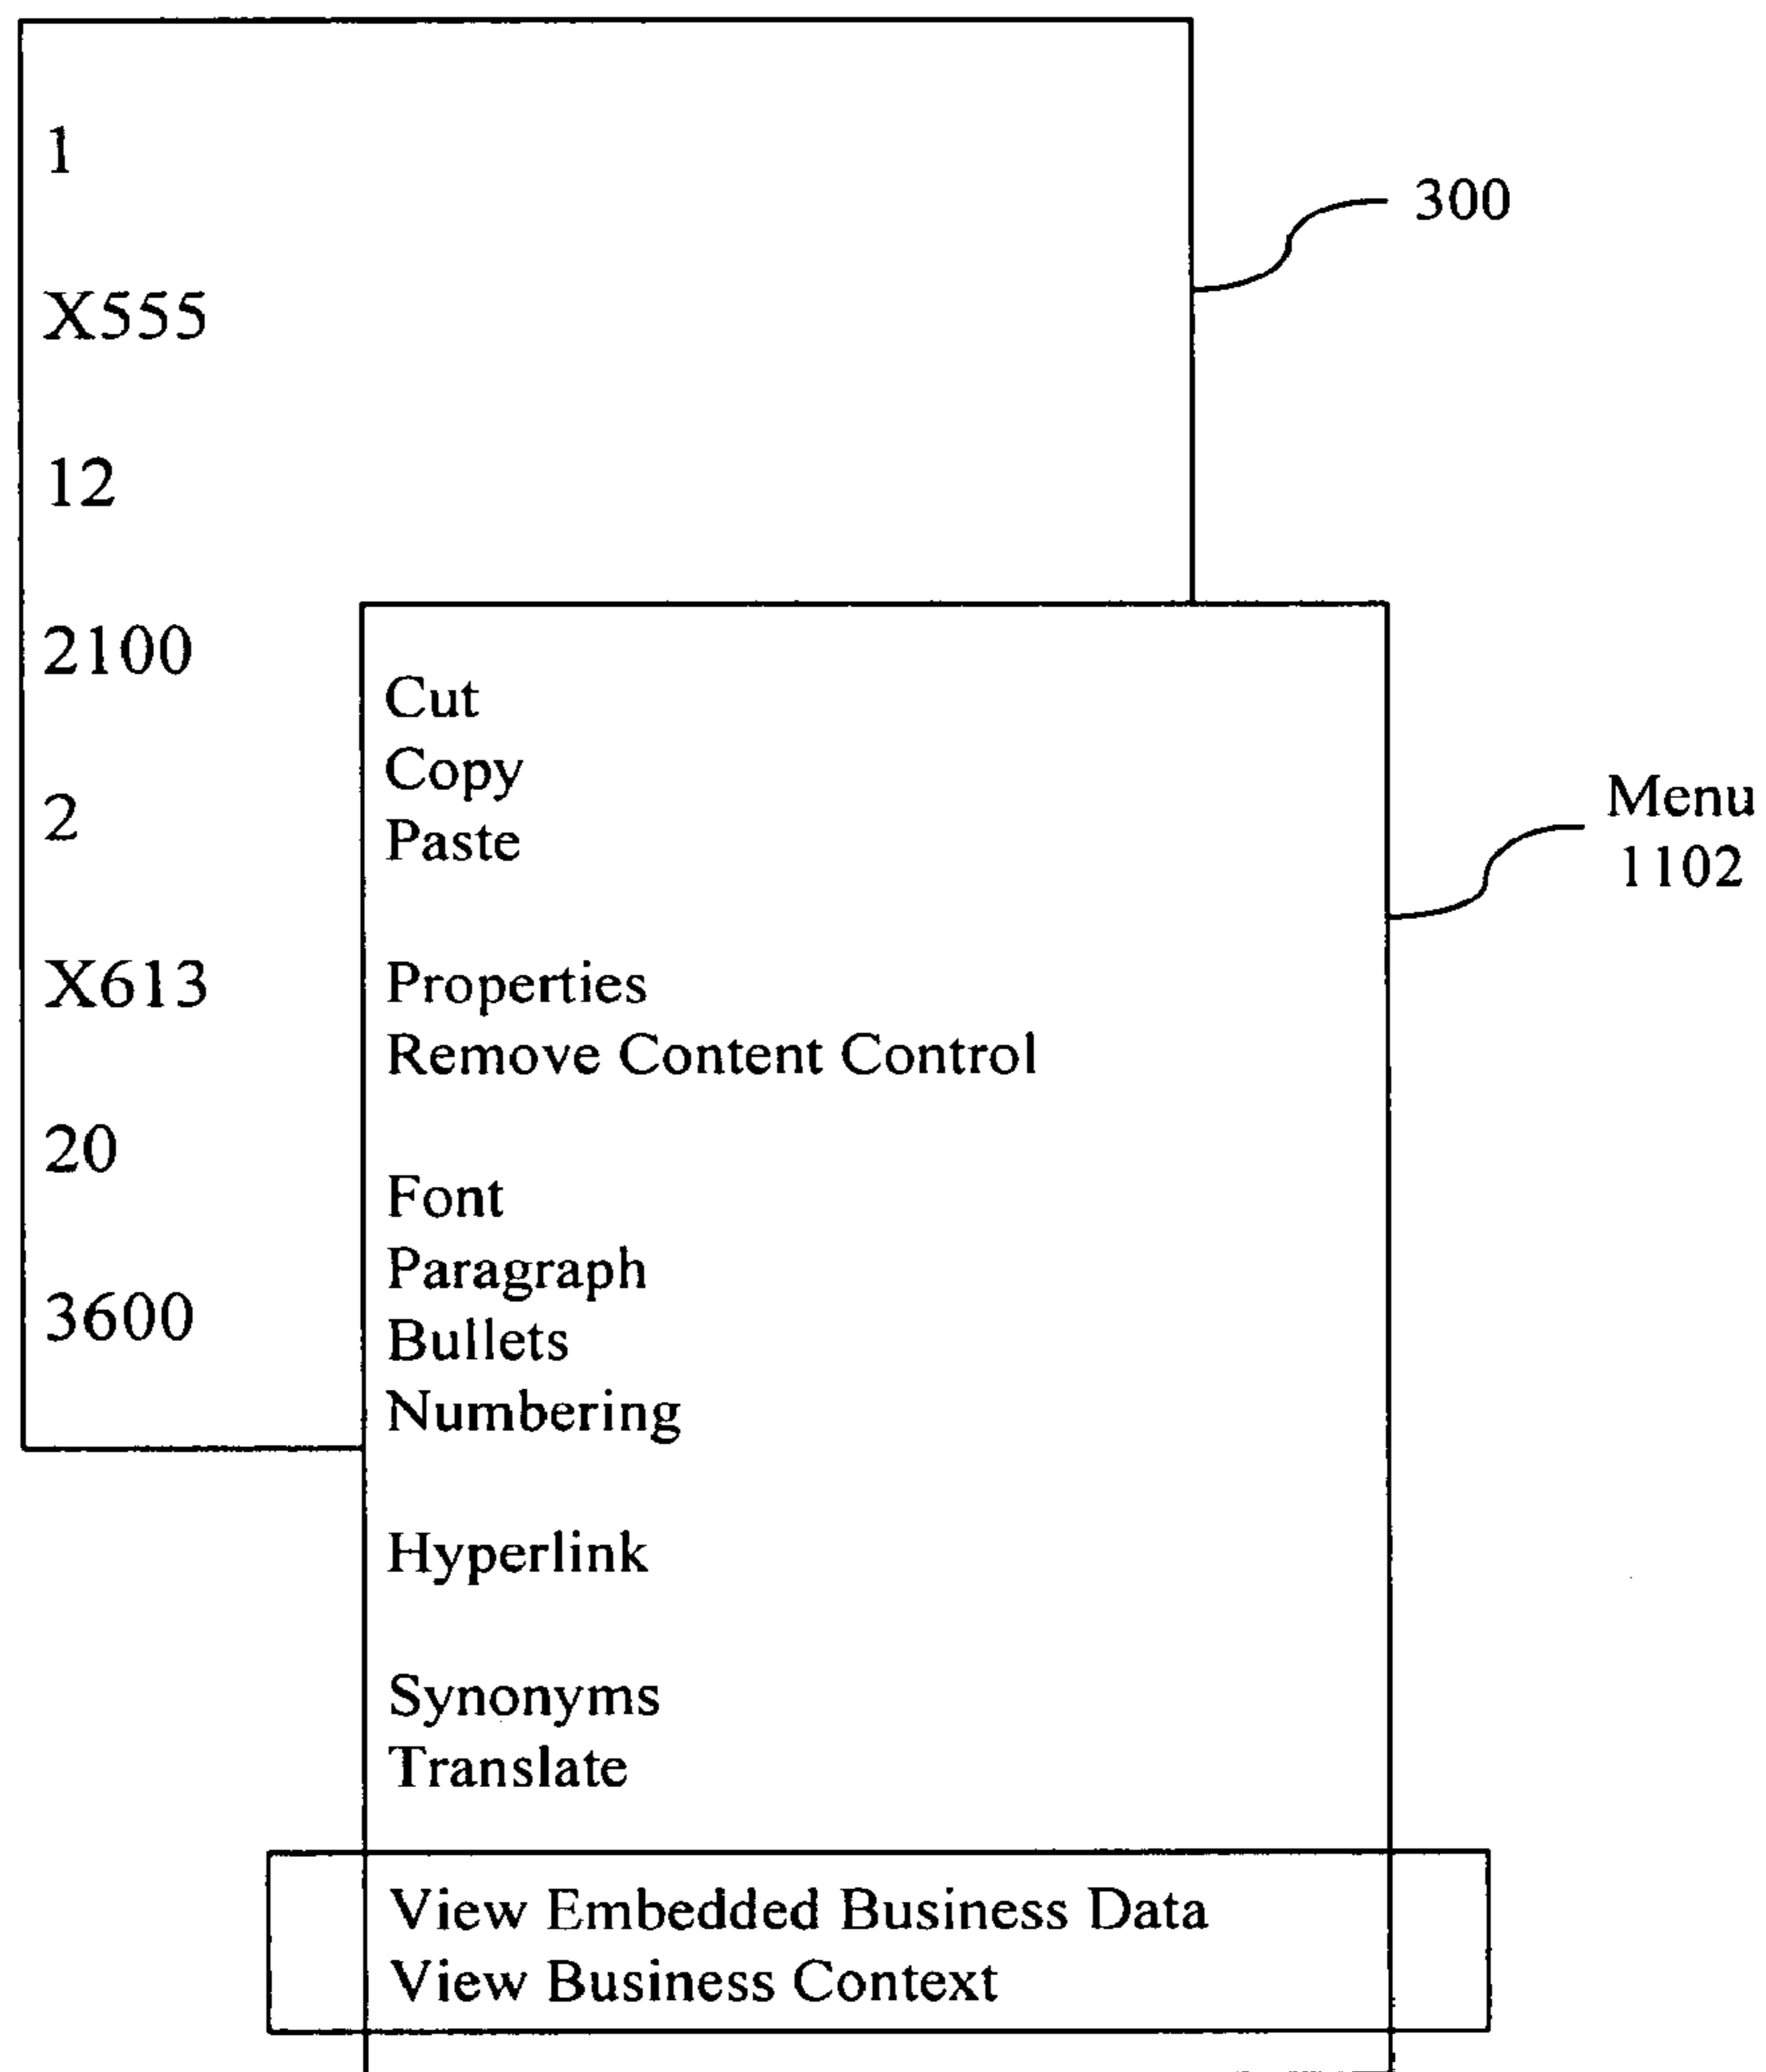 1
X555
12
2100
2
X613
20
3600
300
Cut
Copy
Paste
Properties
Remove Content Control
Font
Paragraph
Bullets
Numbering
Hyperlink
Synonyms
Translate
View Embedded Business Data
View Business Context
Menu
1102